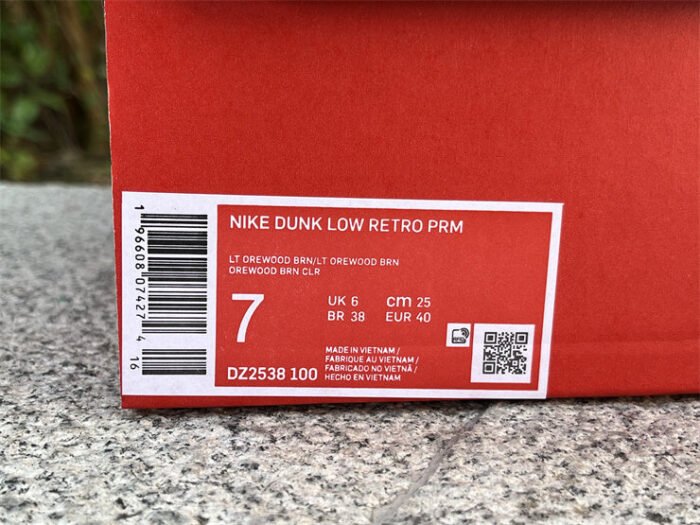 NIKE DUNK LOW RETRO PRM
LT OREWOOD BRN/LT OREWOOD BRN
OREWOOD BRN CLR
7
UK 6 cm 25
BR 38 EUR 40
MADE IN VIETNAM /
FABRIQUE AU VIETNAM /
FABRICADO NO VIETNÃ /
HECHO EN VIETNAM
DZ2538 100
1 96608 07427 4 16